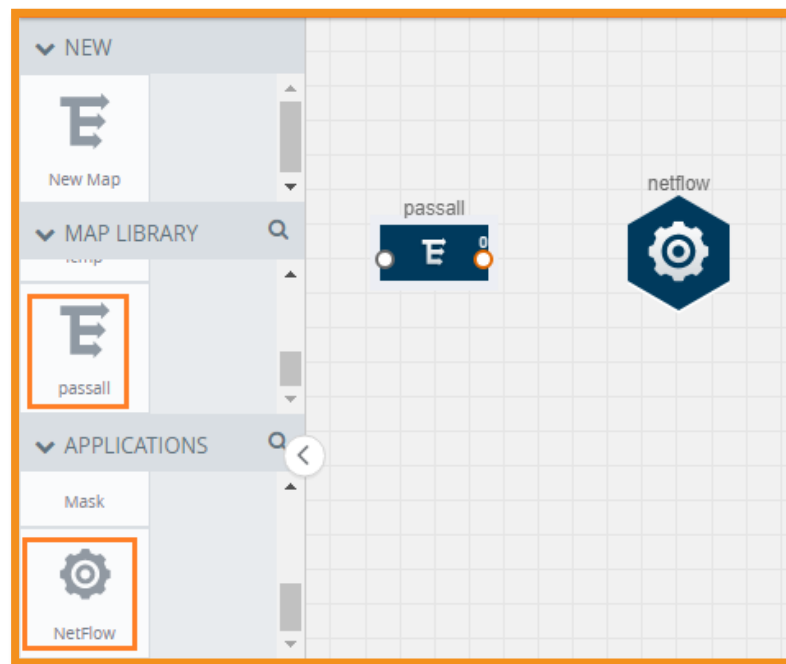 NEW
New Map
MAP LIBRARY
passall
APPLICATIONS
Mask
NetFlow
passall
0
netflow